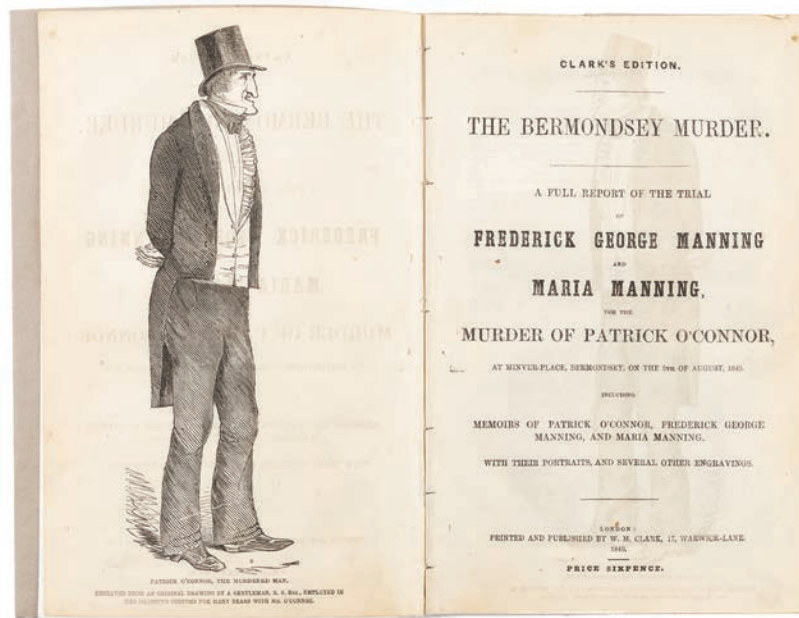 PATRICK O'CONNOR, THE MURDERED MAN.
ENGRAVED FROM AN ORIGINAL DRAWING BY A GENTLEMAN, D. S. Esq., EMPLOYED IN
HER MAJESTY'S CUSTOMS FOR MANY YEARS WITH MR. O'CONNOR.
CLARK'S EDITION.
THE BERMONDSEY MURDER.
A FULL REPORT OF THE TRIAL
OF
FREDERICK GEORGE MANNING
AND
MARIA MANNING,
FOR THE
MURDER OF PATRICK O'CONNOR,
AT MINVER-PLACE, BERMONDSEY, ON THE 9TH OF AUGUST, 1849.
INCLUDING
MEMOIRS OF PATRICK O'CONNOR, FREDERICK GEORGE
MANNING, AND MARIA MANNING.
WITH THEIR PORTRAITS, AND SEVERAL OTHER ENGRAVINGS.
LONDON:
PRINTED AND PUBLISHED BY W. M. CLARK, 17, WARWICK-LANE.
1849.
PRICE SIXPENCE.